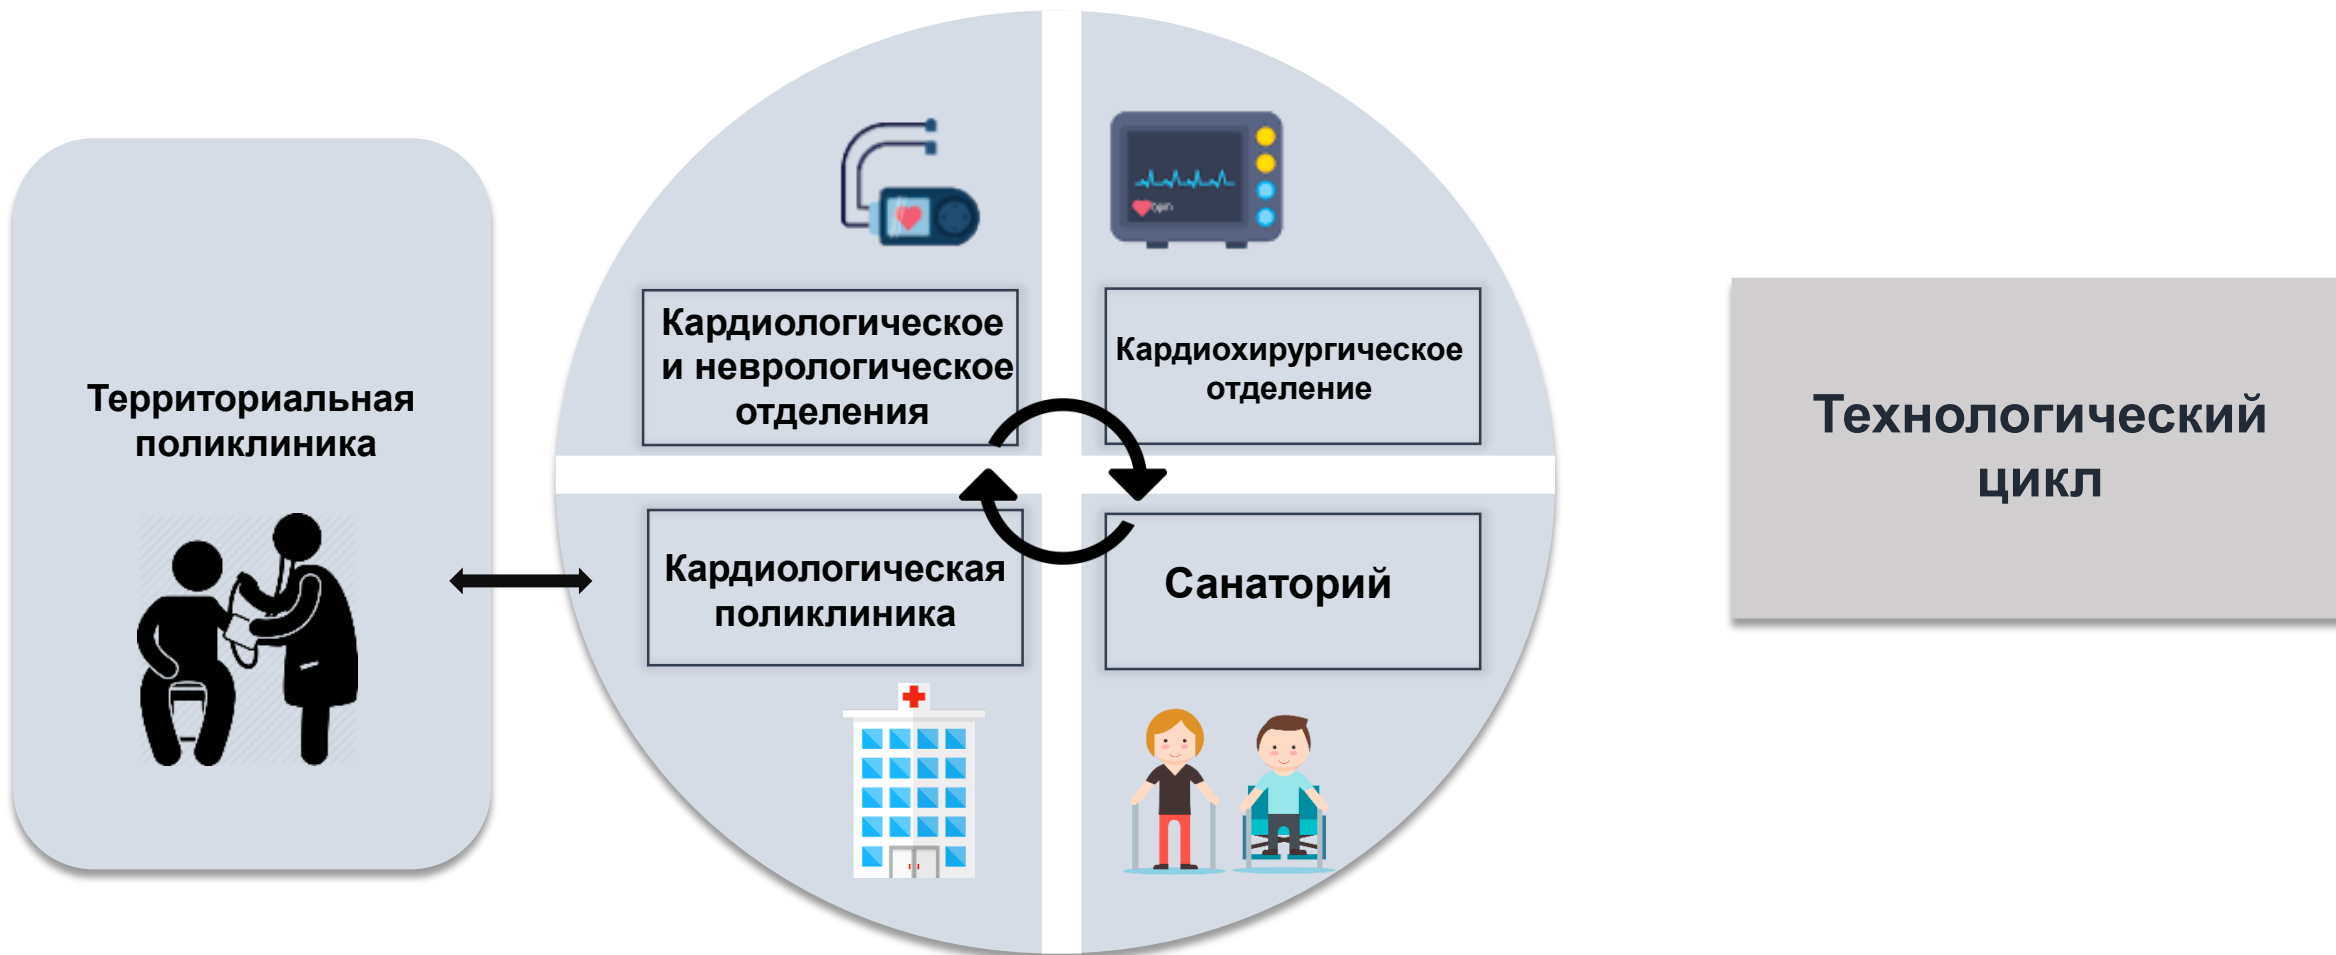 Территориальная
поликлиника
Кардиологическое
и неврологическое
отделения
Кардиохирургическое
отделение
Кардиологическая
поликлиника
Санаторий
Технологический
цикл